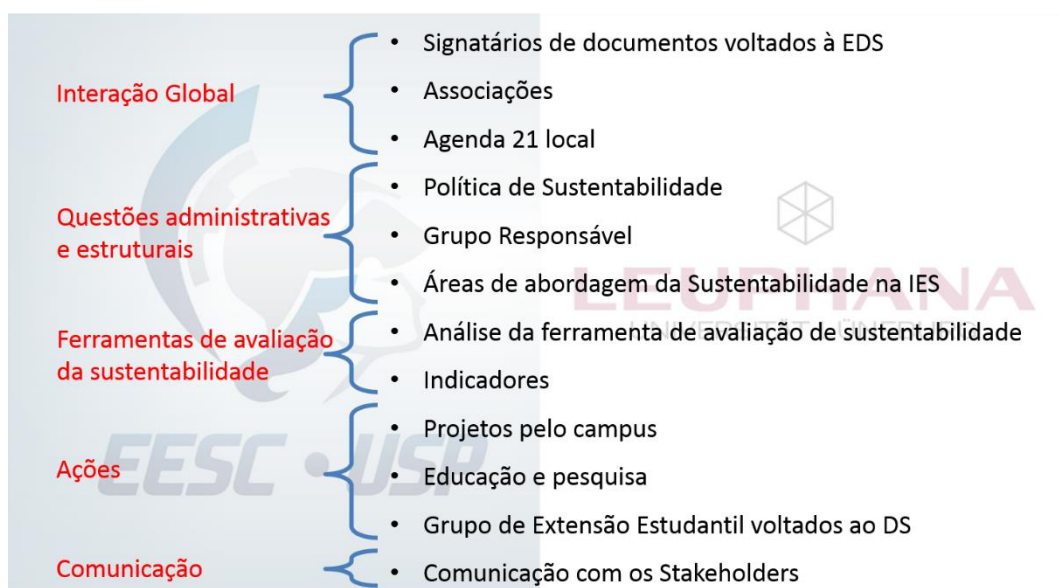 Interação Global
• Signatários de documentos voltados à EDS
• Associações
• Agenda 21 local
Questões administrativas
e estruturais
• Política de Sustentabilidade
• Grupo Responsável
• Áreas de abordagem da Sustentabilidade na IES
Ferramentas de avaliação
da sustentabilidade
• Análise da ferramenta de avaliação de sustentabilidade
• Indicadores
Ações
• Projetos pelo campus
• Educação e pesquisa
• Grupo de Extensão Estudantil voltados ao DS
Comunicação
• Comunicação com os Stakeholders
EESC • USP
LEUPHANA